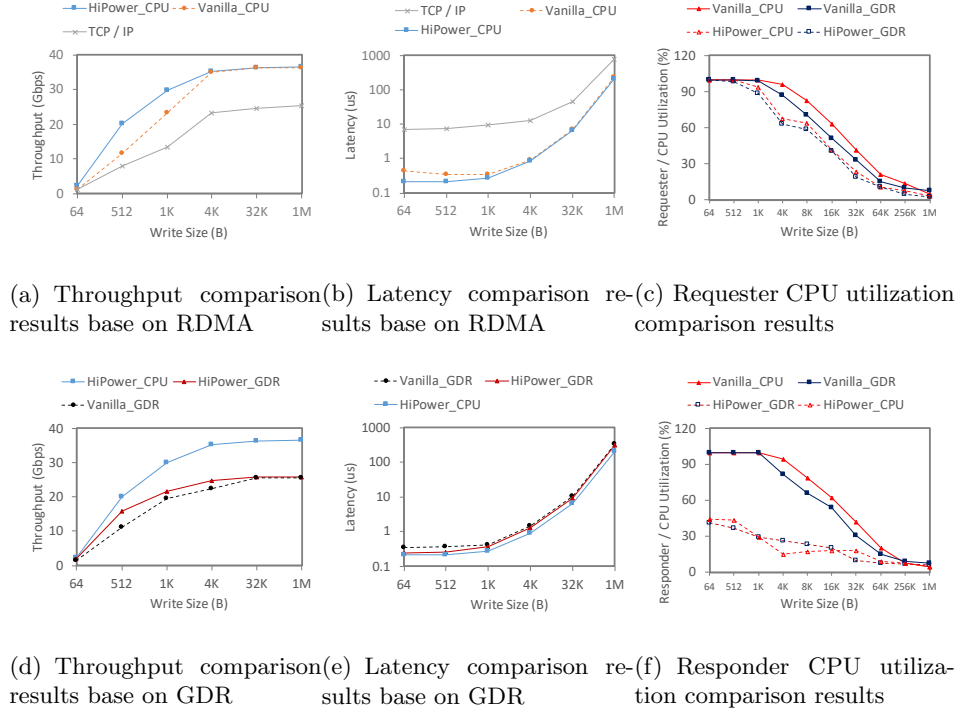 HiPower_CPU Vanilla_CPU
TCP / IP
Throughput (Gbps)
40
30
20
10
0
64 512 1K 4K 32K 1M
Write Size (B)
TCP / IP Vanilla_CPU
HiPower_CPU
Latency (us)
1000
100
10
1
0.1
64 512 1K 4K 32K 1M
Write Size (B)
Vanilla_CPU Vanilla_GDR
HiPower_CPU HiPower_GDR
Requester / CPU Utilization (%)
120
90
60
30
0
64 512 1K 4K 8K 16K 32K 64K 256K 1M
Write Size (B)
(a) Throughput comparison
results base on RDMA
(b) Latency comparison re-
sults base on RDMA
(c) Requester CPU utilization
comparison results
HiPower_CPU HiPower_GDR
Vanilla_GDR
Throughput (Gbps)
40
30
20
10
0
64 512 1K 4K 32K 1M
Write Size (B)
Vanilla_GDR HiPower_GDR
HiPower_CPU
Latency (us)
1000
100
10
1
0.1
64 512 1K 4K 32K 1M
Write Size (B)
Vanilla_CPU Vanilla_GDR
HiPower_GDR HiPower_CPU
Responder / CPU Utilization (%)
120
90
60
30
0
64 512 1K 4K 8K 16K 32K 64K 256K 1M
Write Size (B)
(d) Throughput comparison
results base on GDR
(e) Latency comparison re-
sults base on GDR
(f) Responder CPU utiliza-
tion comparison results